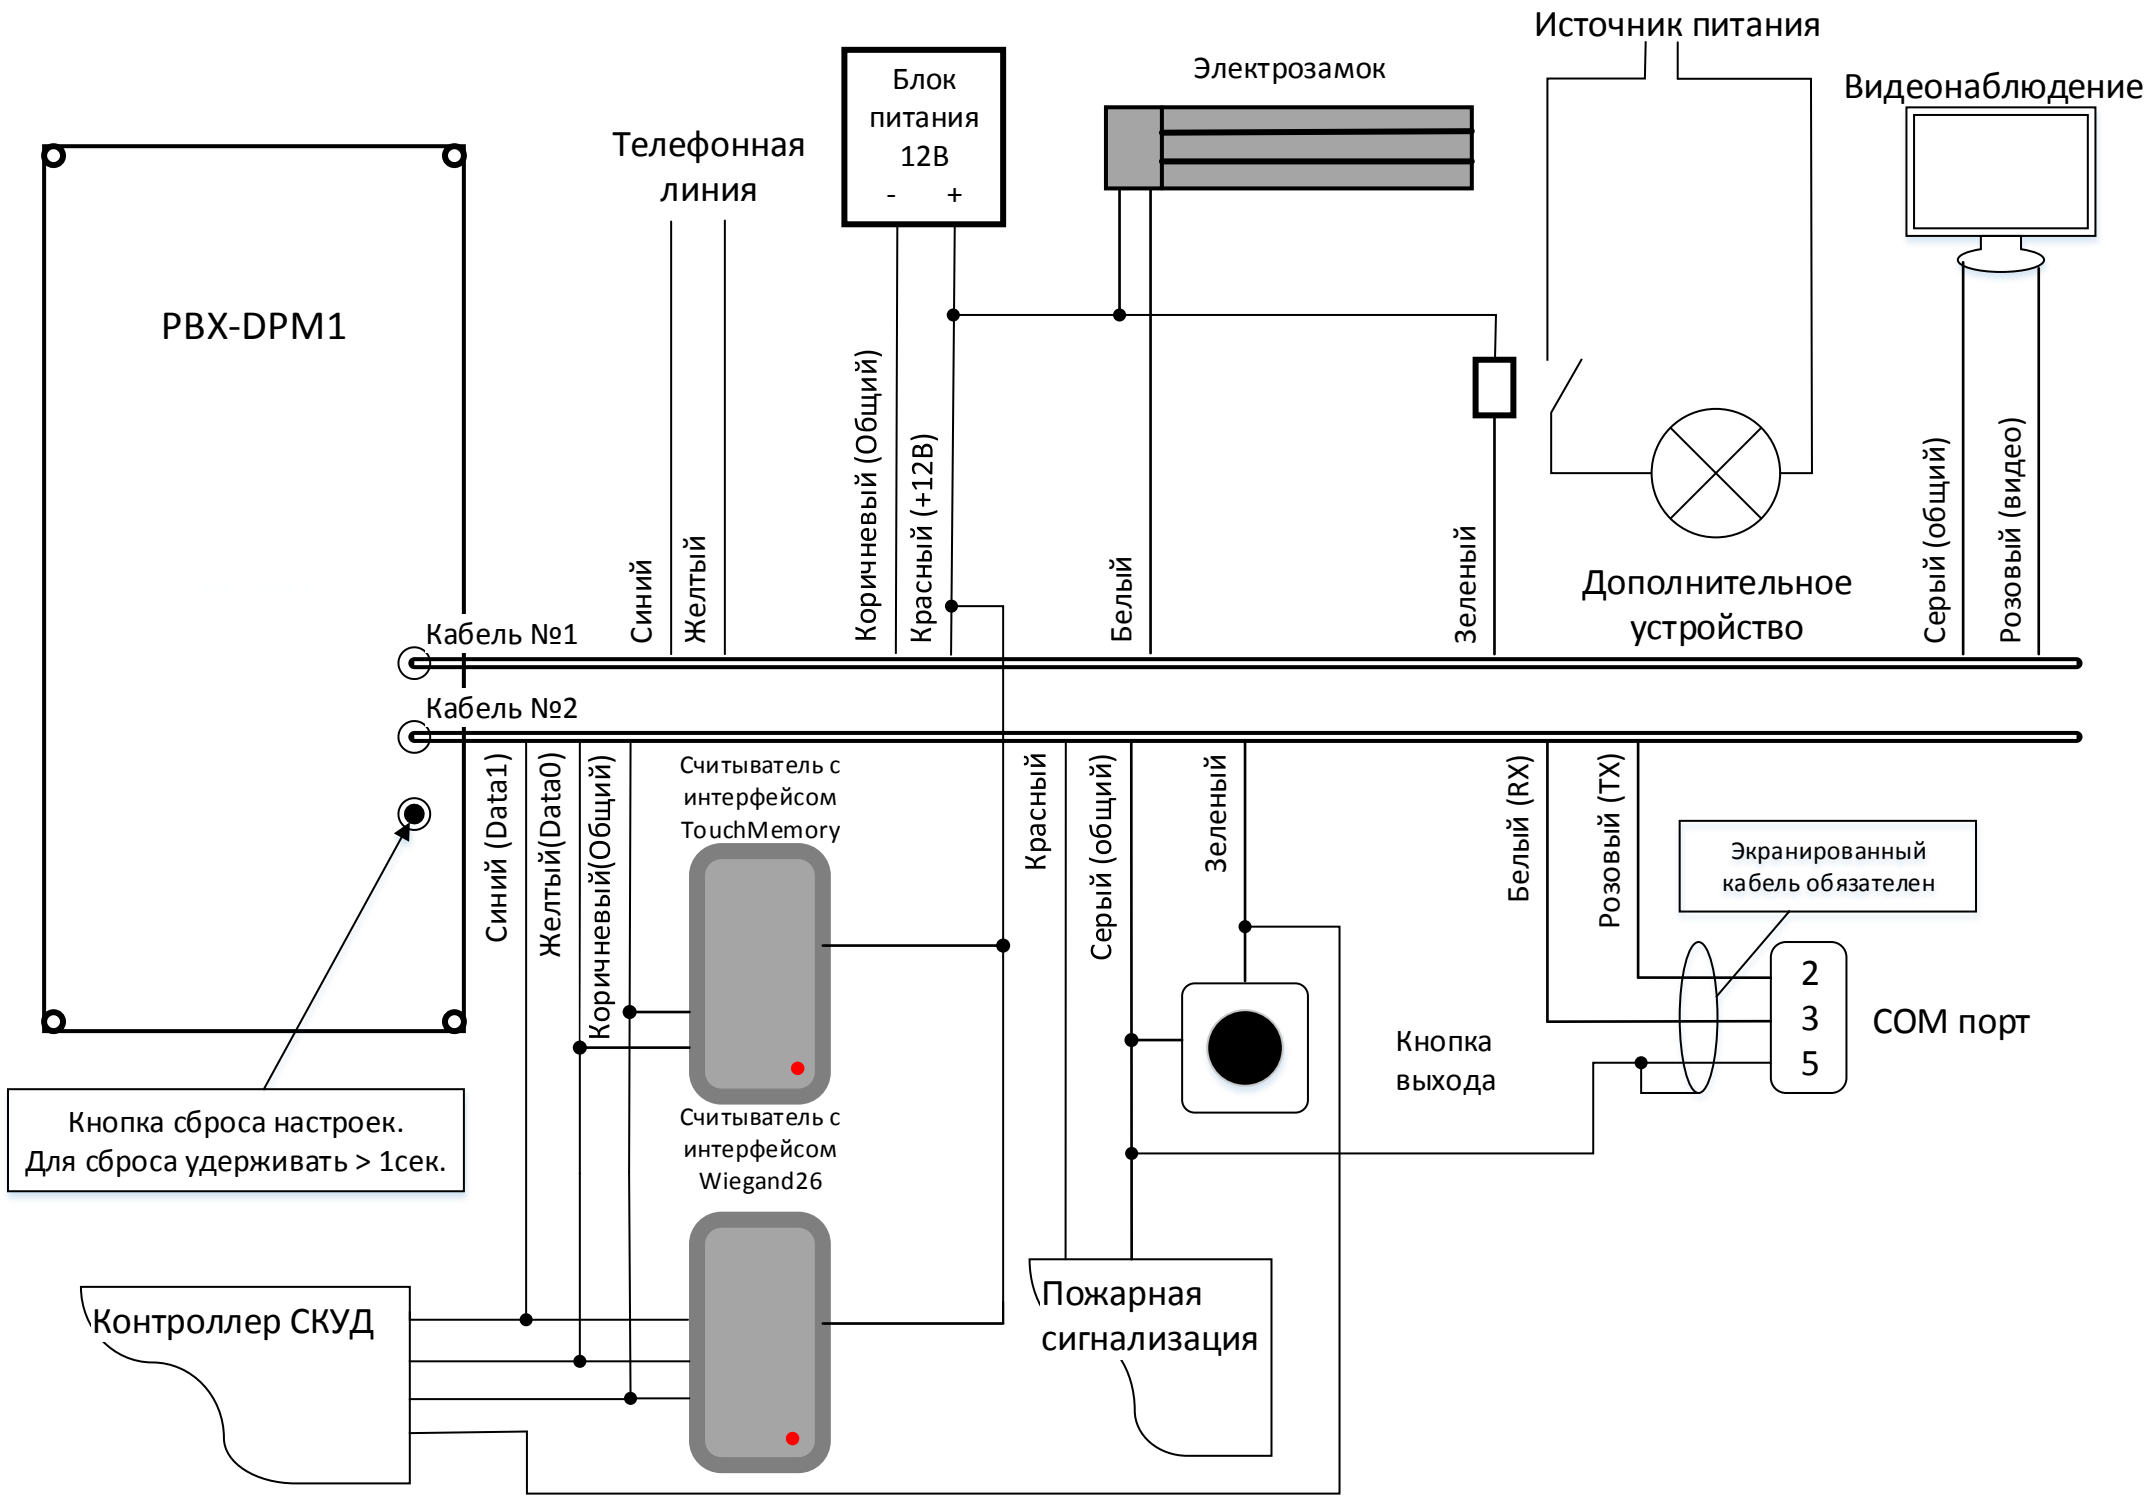 Источник питания
Блок
питания
12В
- +
Электрозамок
Видеонаблюдение
Телефонная
линия
PBX-DPM1
Синий
Желтый
Коричневый (Общий)
Красный (+12В)
Белый
Зеленый
Дополнительное
устройство
Серый (общий)
Розовый (видео)
Кабель №1
Кабель №2
Синий (Data1)
Желтый(Data0)
Коричневый(Общий)
Считыватель с
интерфейсом
TouchMemory
Красный
Серый (общий)
Зеленый
Белый (RX)
Розовый (TX)
Экранированный
кабель обязателен
2
3
5
COM порт
Кнопка
выхода
Кнопка сброса настроек.
Для сброса удерживать > 1сек.
Считыватель с
интерфейсом
Wiegand26
Контроллер СКУД
Пожарная
сигнализация